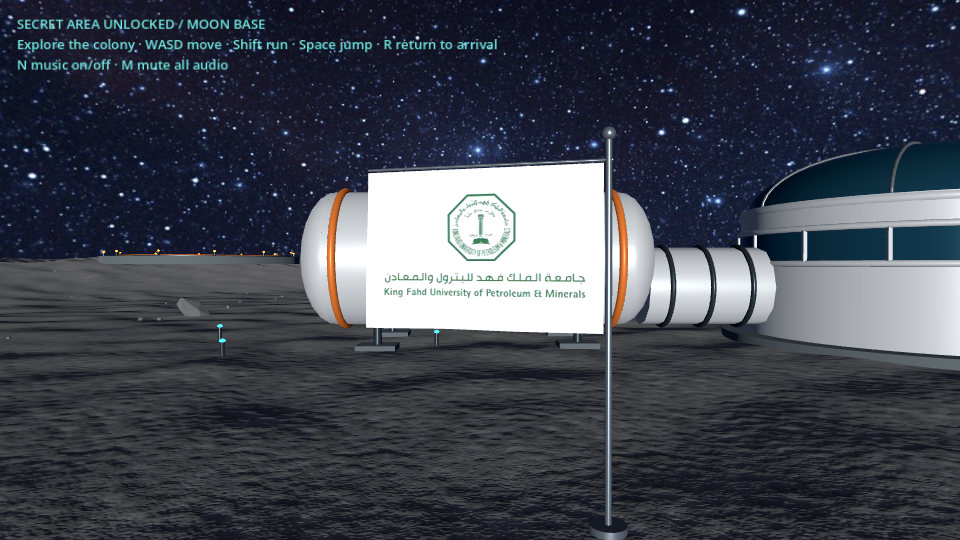 SECRET AREA UNLOCKED / MOON BASE
Explore the colony · WASD move · Shift run · Space jump · R return to arrival
N music on/off · M mute all audio
جامعة الملك فهد للبترول والمعادن
King Fahd University of Petroleum & Minerals